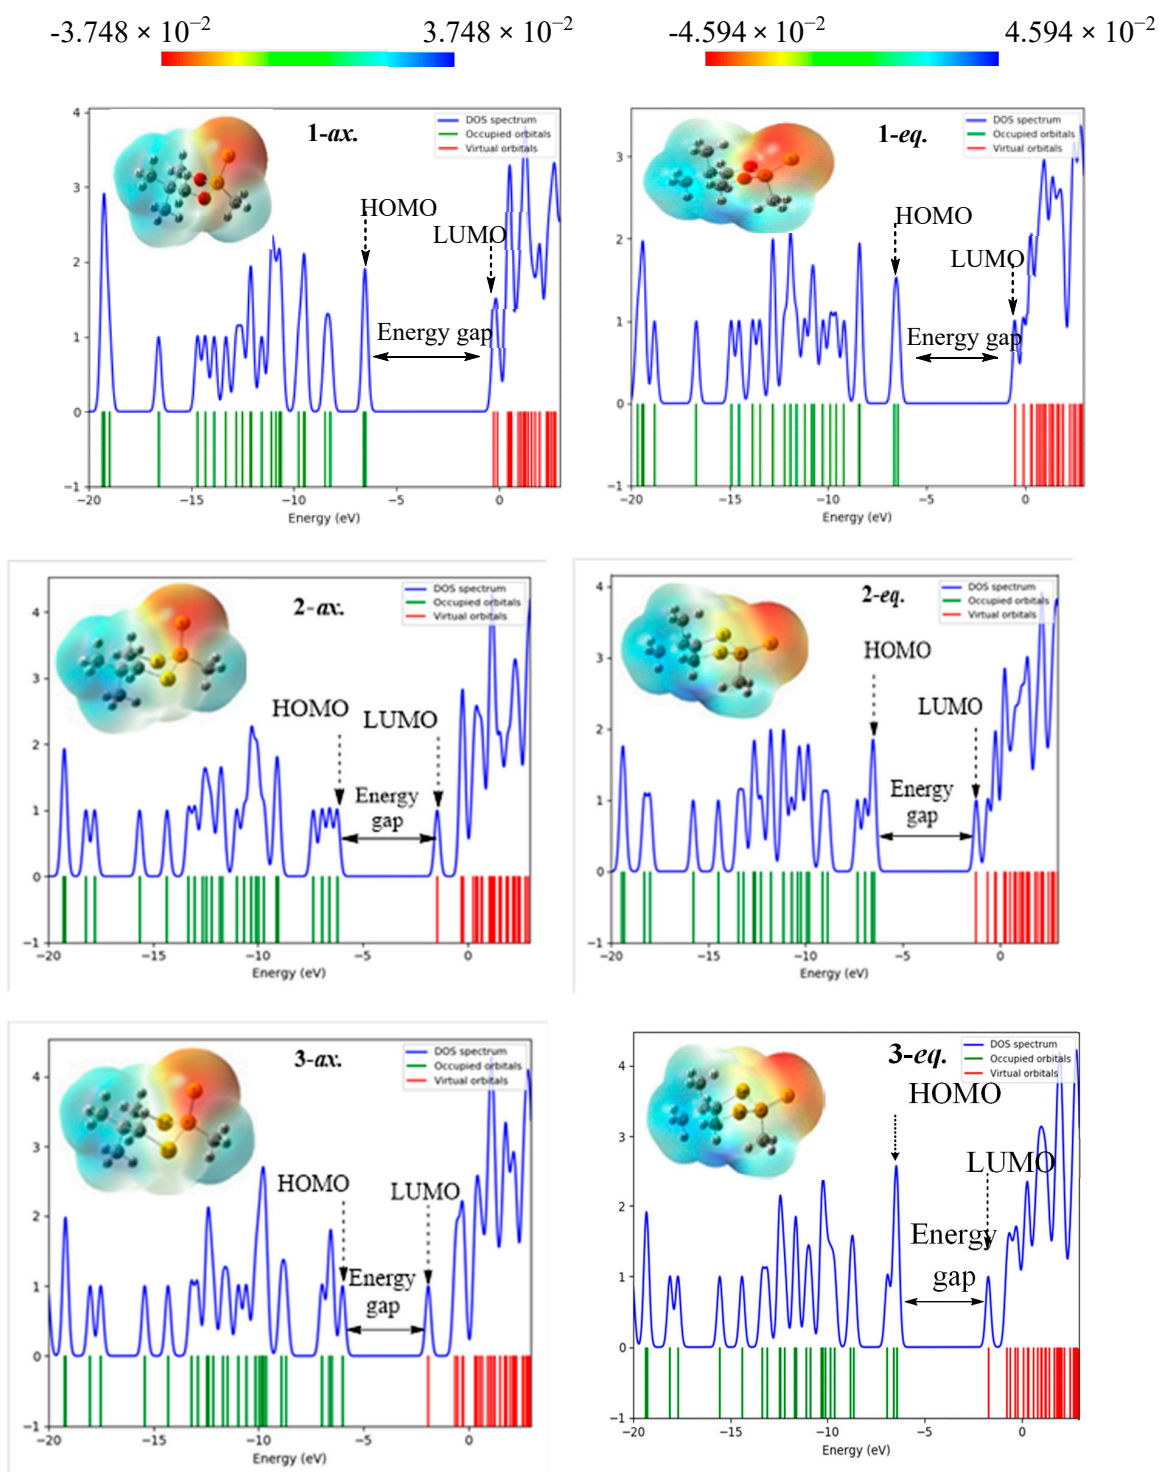 -3.748 × 10⁻² 3.748 × 10⁻² -4.594 × 10⁻² 4.594 × 10⁻²
1-ax.
DOS spectrum
Occupied orbitals
Virtual orbitals
HOMO
LUMO
Energy gap
4
3
2
1
0
−1
−20 −15 −10 −5 0
Energy (eV)
1-eq.
DOS spectrum
Occupied orbitals
Virtual orbitals
HOMO
LUMO
Energy gap
3
2
1
0
−1
−20 −15 −10 −5 0
Energy (eV)
2-ax.
DOS spectrum
Occupied orbitals
Virtual orbitals
HOMO
LUMO
Energy
gap
4
3
2
1
0
−1
−20 −15 −10 −5 0
Energy (eV)
2-eq.
DOS spectrum
Occupied orbitals
Virtual orbitals
HOMO
LUMO
Energy
gap
4
3
2
1
0
−1
−20 −15 −10 −5 0
Energy (eV)
3-ax.
DOS spectrum
Occupied orbitals
Virtual orbitals
HOMO
LUMO
Energy
gap
4
3
2
1
0
−1
−20 −15 −10 −5 0
Energy (eV)
3-eq.
DOS spectrum
Occupied orbitals
Virtual orbitals
HOMO
LUMO
Energy
gap
4
3
2
1
0
−1
−20 −15 −10 −5 0
Energy (eV)